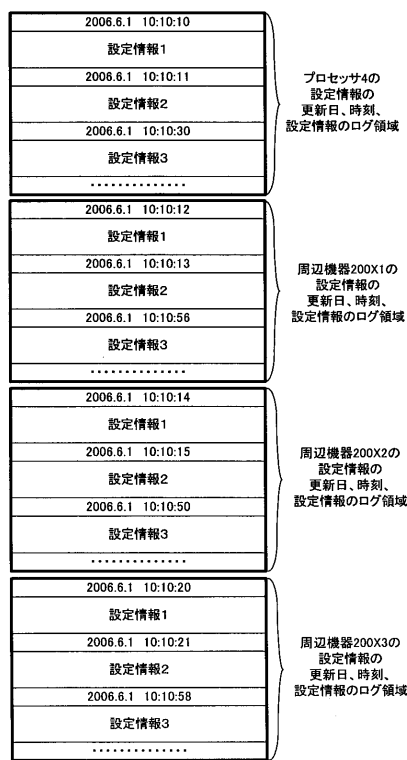 2006.6.1 10:10:10
設定情報1
2006.6.1 10:10:11
設定情報2
2006.6.1 10:10:30
設定情報3
..............
プロセッサ4の
設定情報の
更新日、時刻、
設定情報のログ領域
2006.6.1 10:10:12
設定情報1
2006.6.1 10:10:13
設定情報2
2006.6.1 10:10:56
設定情報3
..............
周辺機器200X1の
設定情報の
更新日、時刻、
設定情報のログ領域
2006.6.1 10:10:14
設定情報1
2006.6.1 10:10:15
設定情報2
2006.6.1 10:10:50
設定情報3
..............
周辺機器200X2の
設定情報の
更新日、時刻、
設定情報のログ領域
2006.6.1 10:10:20
設定情報1
2006.6.1 10:10:21
設定情報2
2006.6.1 10:10:58
設定情報3
..............
周辺機器200X3の
設定情報の
更新日、時刻、
設定情報のログ領域